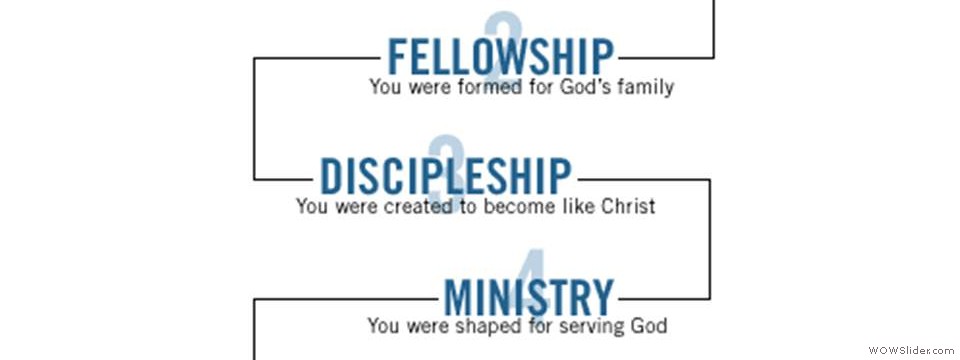 2
FELLOWSHIP
You were formed for God's family
3
DISCIPLESHIP
You were created to become like Christ
4
MINISTRY
You were shaped for serving God
WOWSlider.com